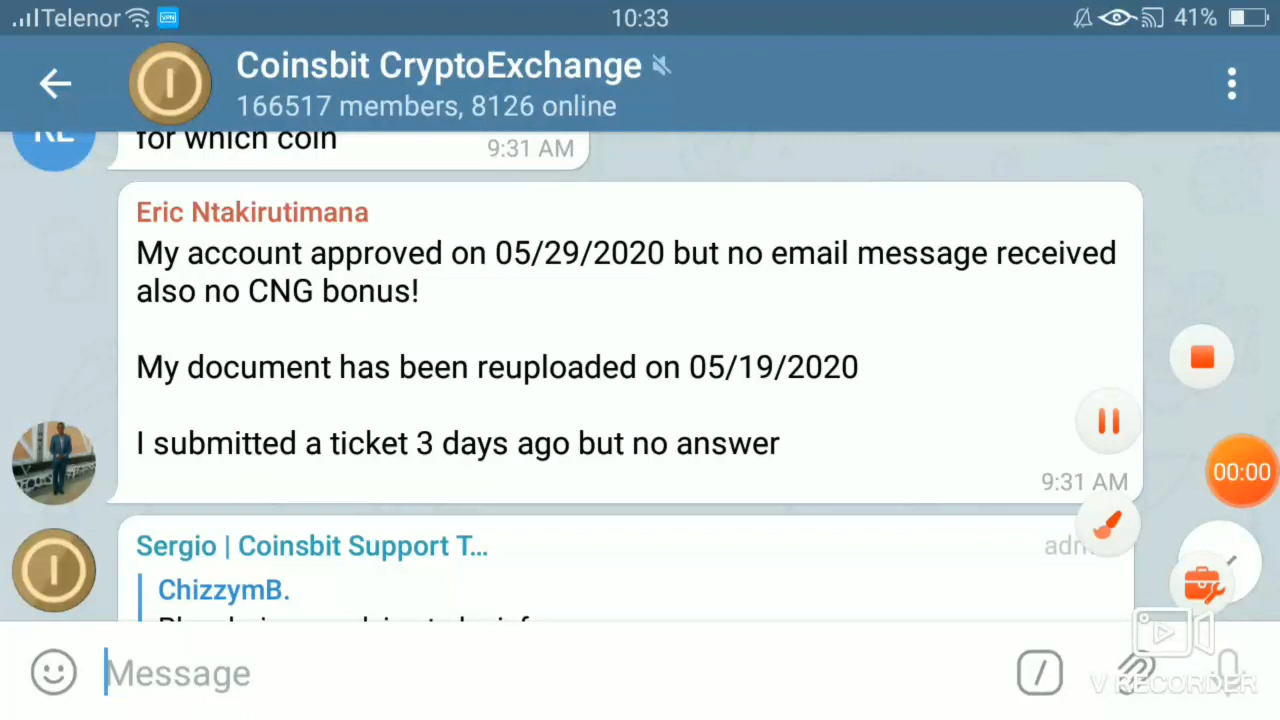 Telenor VPN 10:33 41%
Coinsbit CryptoExchange
166517 members, 8126 online
for which coin
9:31 AM
Eric Ntakirutimana
My account approved on 05/29/2020 but no email message received
also no CNG bonus!
My document has been reuploaded on 05/19/2020
I submitted a ticket 3 days ago but no answer
9:31 AM
00:00
Sergio | Coinsbit Support T...
ChizzymB.
Message
V RECORDER